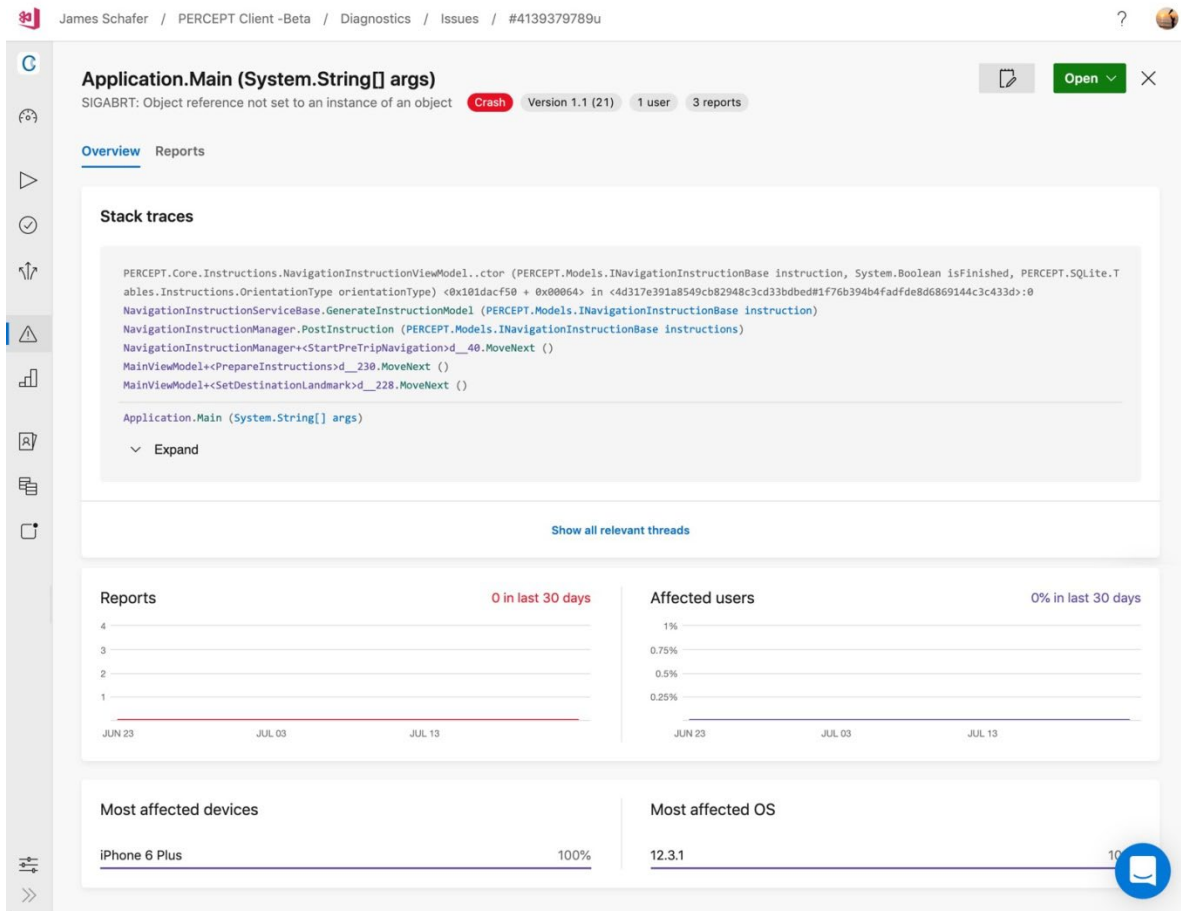 James Schafer / PERCEPT Client -Beta / Diagnostics / Issues / #4139379789u
?
Application.Main (System.String[] args)
Open
SIGABRT: Object reference not set to an instance of an object Crash Version 1.1 (21) 1 user 3 reports
Overview Reports
Stack traces
PERCEPT.Core.Instructions.NavigationInstructionViewModel..ctor (PERCEPT.Models.INavigationInstructionBase instruction, System.Boolean isFinished, PERCEPT.SQLite.T
ables.Instructions.OrientationType orientationType) <0x101dacf50 + 0x00064> in <4d317e391a8549cb82948c3cd33bdbed#1f76b394b4fadfde8d6869144c3c433d>:0
NavigationInstructionServiceBase.GenerateInstructionModel (PERCEPT.Models.INavigationInstructionBase instruction)
NavigationInstructionManager.PostInstruction (PERCEPT.Models.INavigationInstructionBase instructions)
NavigationInstructionManager+<StartPreTripNavigation>d__40.MoveNext ()
MainViewModel+<PrepareInstructions>d__230.MoveNext ()
MainViewModel+<SetDestinationLandmark>d__228.MoveNext ()
Application.Main (System.String[] args)
Expand
Show all relevant threads
Reports 0 in last 30 days
4
3
2
1
JUN 23 JUL 03 JUL 13
Affected users 0% in last 30 days
1%
0.75%
0.5%
0.25%
JUN 23 JUL 03 JUL 13
Most affected devices
iPhone 6 Plus 100%
Most affected OS
12.3.1